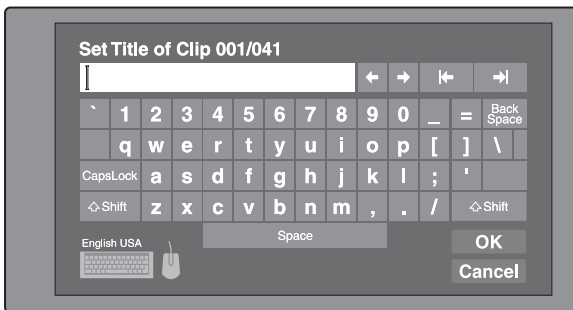 Set Title of Clip 001/041
← → |← →|
` 1 2 3 4 5 6 7 8 9 0 _ = Back Space
q w e r t y u i o p [ ] \
CapsLock a s d f g h j k l ; '
⇧Shift z x c v b n m , . / ⇧Shift
Space
English USA
OK
Cancel